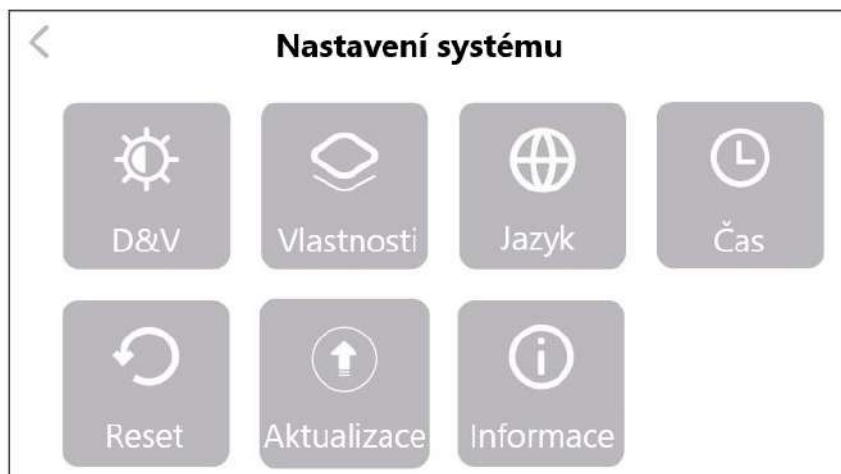 Nastavení systému
D&V Vlastnosti Jazyk Čas
Reset Aktualizace Informace